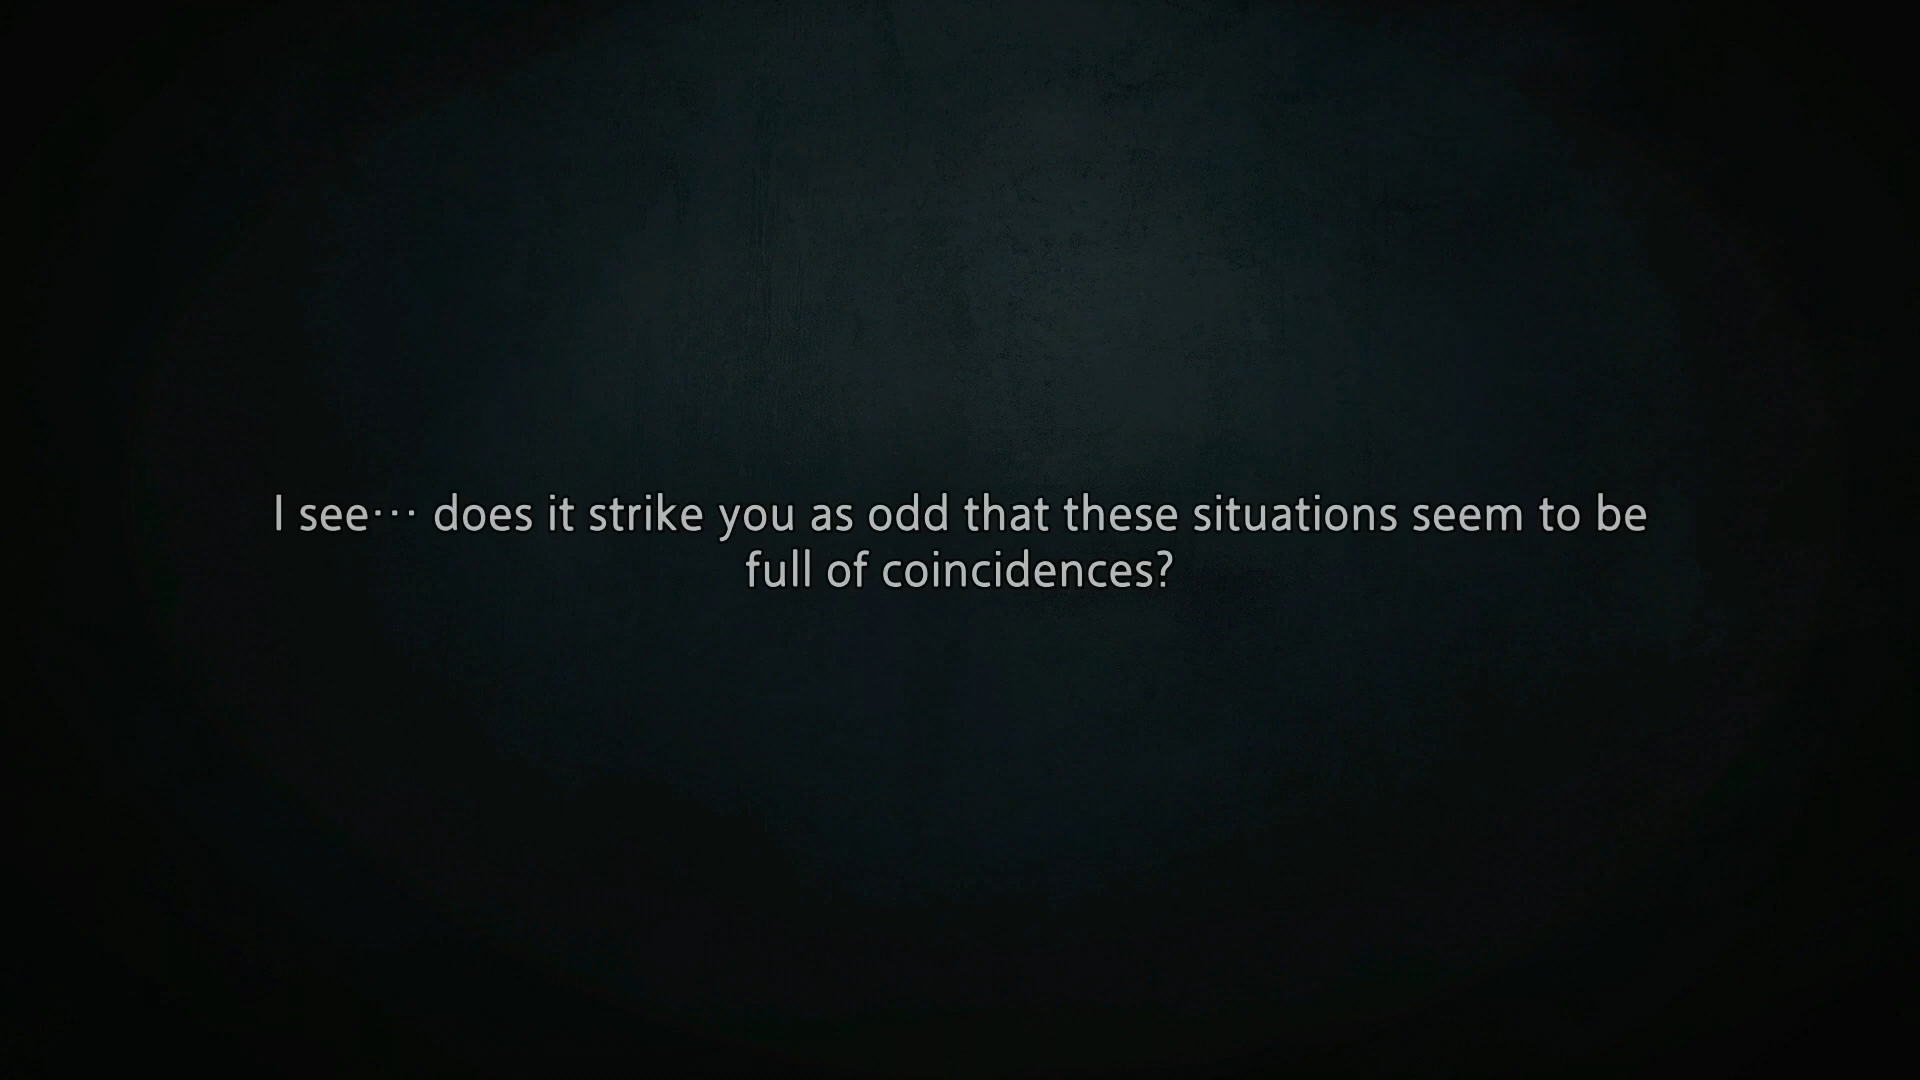 I see⋯ does it strike you as odd that these situations seem to be
full of coincidences?